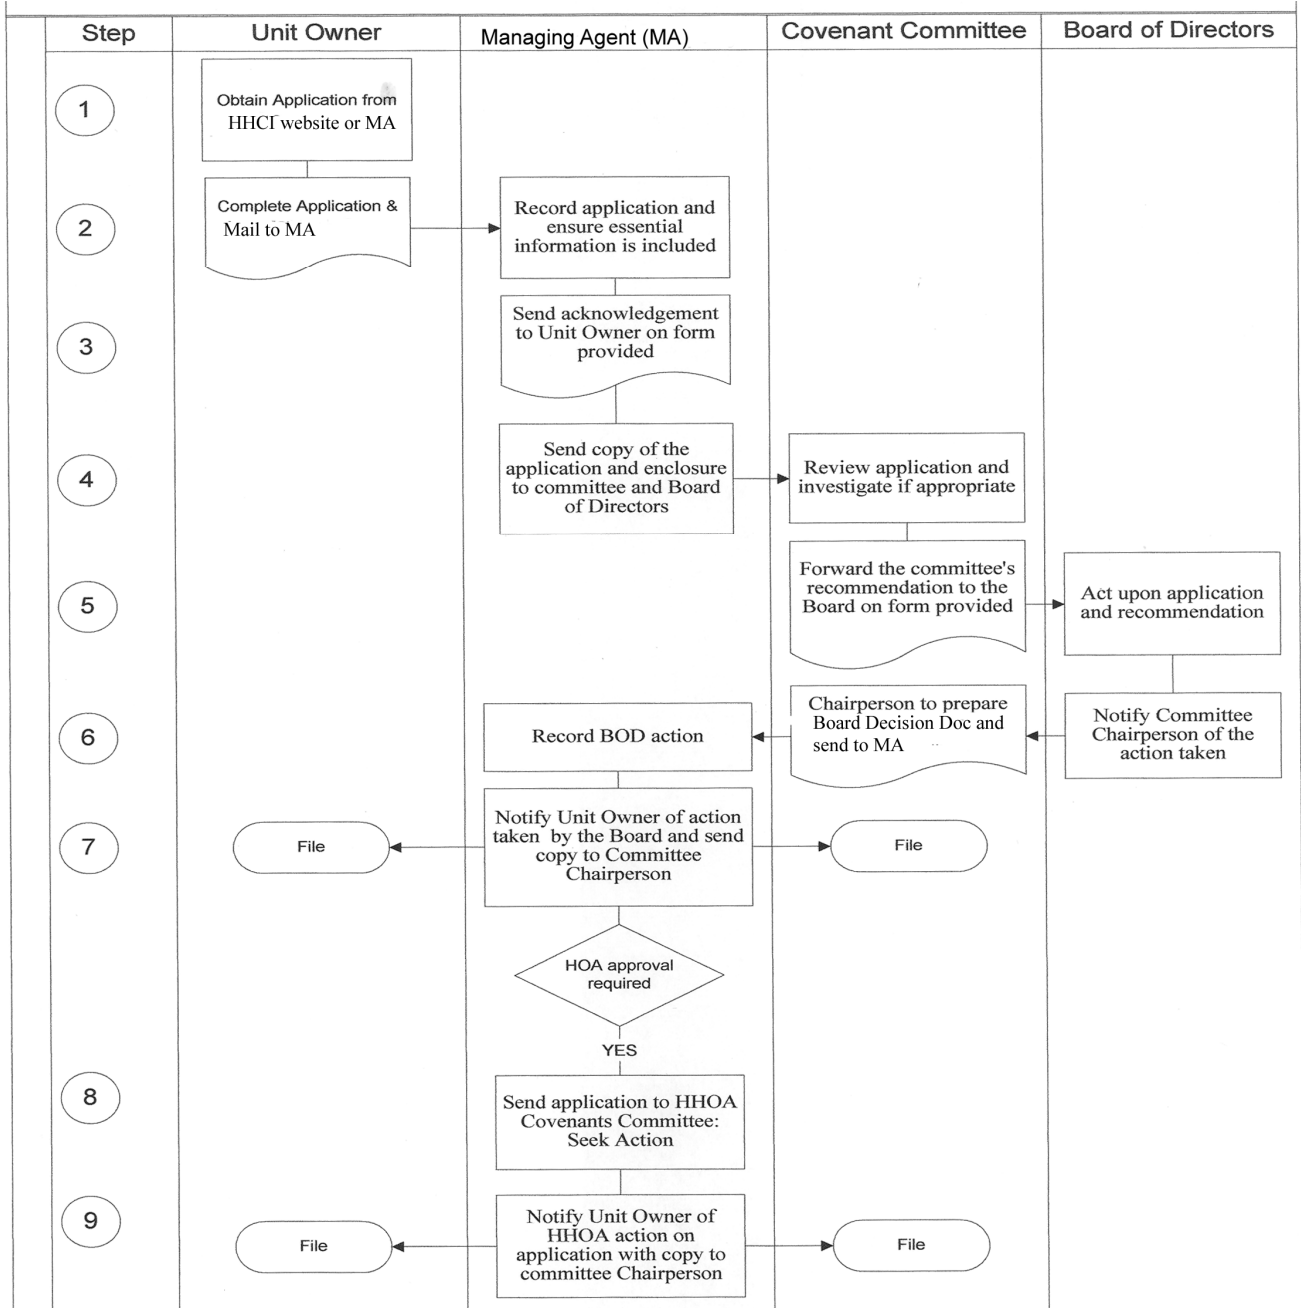 Step
Unit Owner
Managing Agent (MA)
Covenant Committee
Board of Directors
1
Obtain Application from
HHCI website or MA
2
Complete Application &
Mail to MA
Record application and
ensure essential
information is included
3
Send acknowledgement
to Unit Owner on form
provided
4
Send copy of the
application and enclosure
to committee and Board
of Directors
Review application and
investigate if appropriate
5
Forward the committee's
recommendation to the
Board on form provided
Act upon application
and recommendation
6
Record BOD action
Chairperson to prepare
Board Decision Doc and
send to MA
Notify Committee
Chairperson of the
action taken
7
File
Notify Unit Owner of action
taken by the Board and send
copy to Committee
Chairperson
File
HOA approval
required
YES
8
Send application to HHOA
Covenants Committee:
Seek Action
9
File
Notify Unit Owner of
HHOA action on
application with copy to
committee Chairperson
File